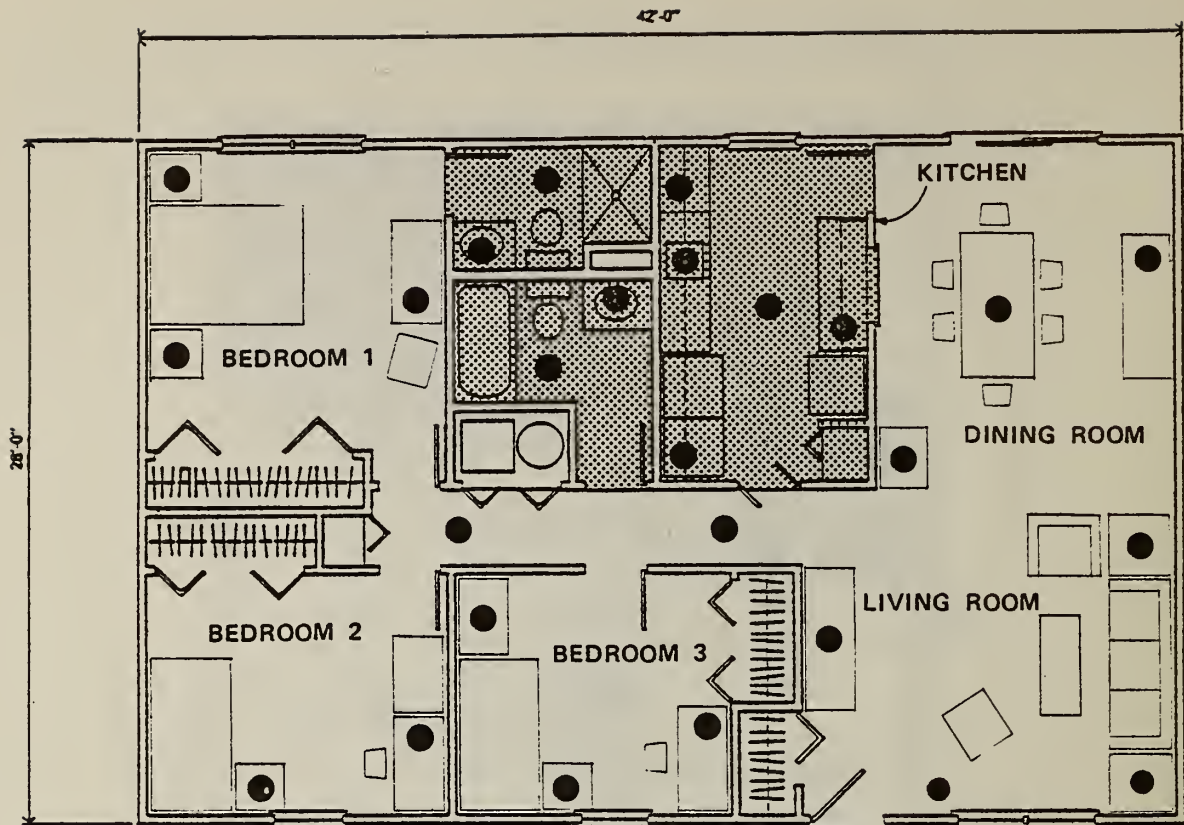 42'-0"
KITCHEN
BEDROOM 1
28'-0"
DINING ROOM
LIVING ROOM
BEDROOM 2
BEDROOM 3